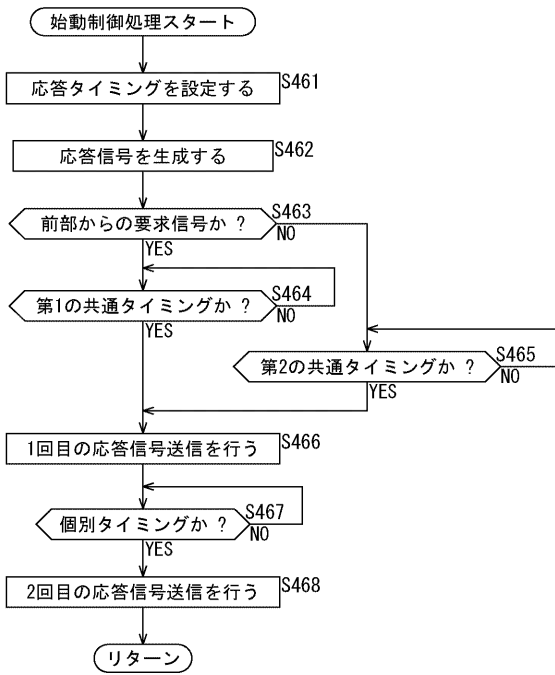 始動制御処理スタート
応答タイミングを設定する
S461
応答信号を生成する
S462
前部からの要求信号か ?
S463
NO
YES
第1の共通タイミングか ?
S464
NO
YES
第2の共通タイミングか ?
S465
NO
YES
1回目の応答信号送信を行う
S466
個別タイミングか ?
S467
NO
YES
2回目の応答信号送信を行う
S468
リターン